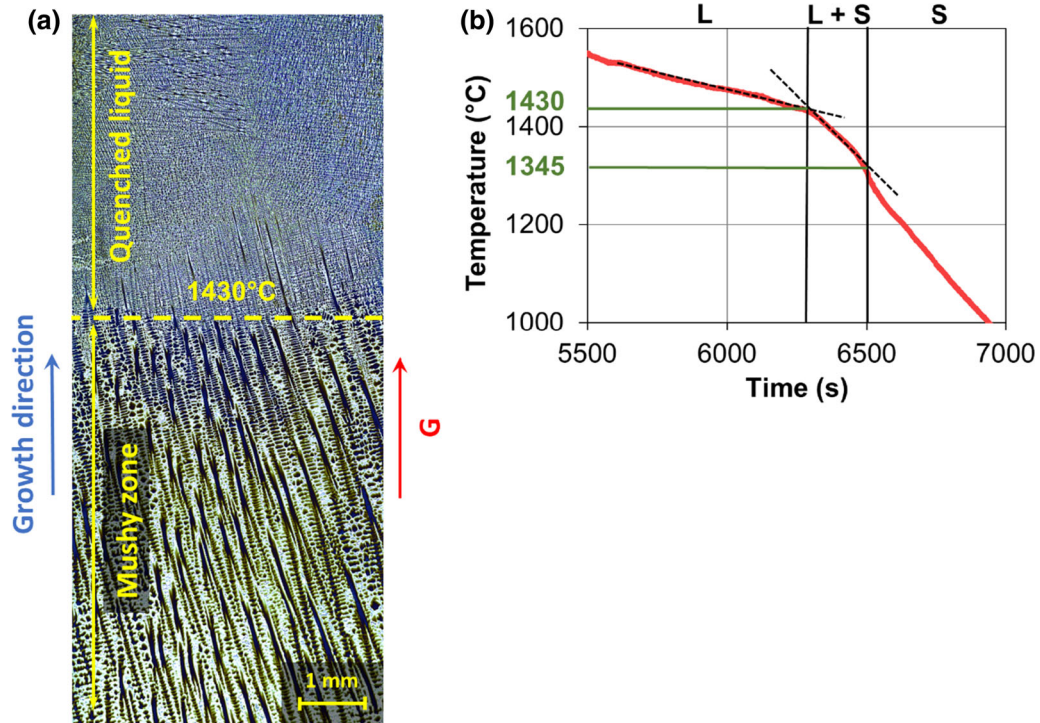 (a)
Quenched liquid
1430°C
Growth direction
G
Mushy zone
1 mm
(b)
L L + S S
1600
1430
1400
1345
1200
1000
Temperature (°C)
5500 6000 6500 7000
Time (s)